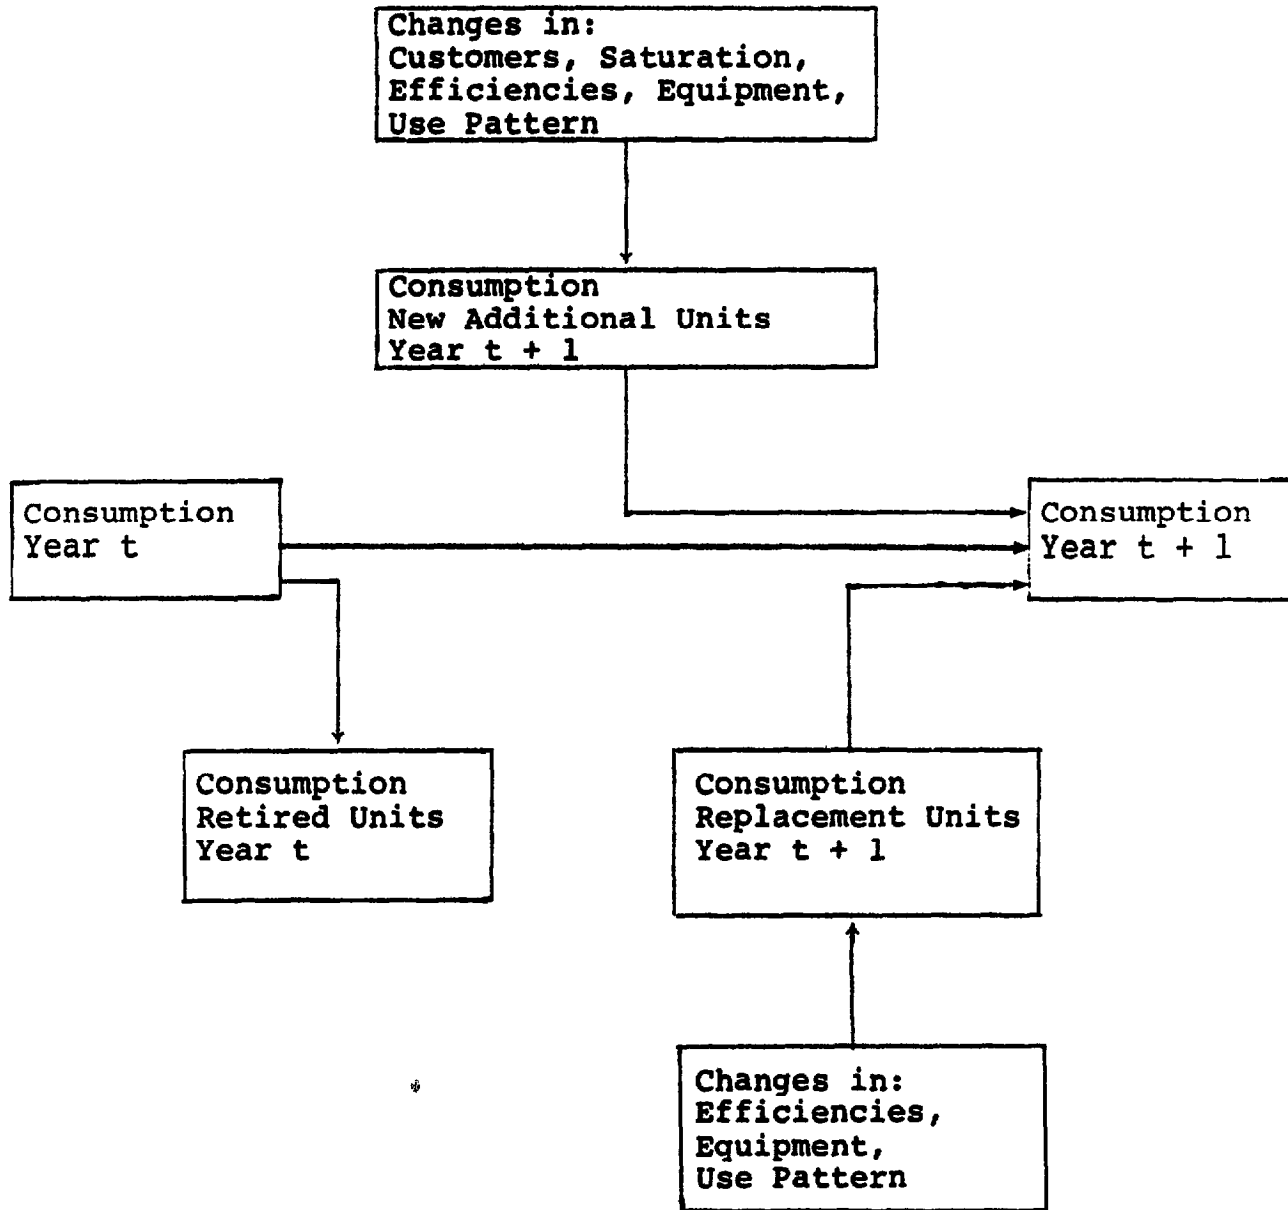 Changes in:
Customers, Saturation,
Efficiencies, Equipment,
Use Pattern
Consumption
New Additional Units
Year t + 1
Consumption
Year t
Consumption
Year t + 1
Consumption
Retired Units
Year t
Consumption
Replacement Units
Year t + 1
Changes in:
Efficiencies,
Equipment,
Use Pattern